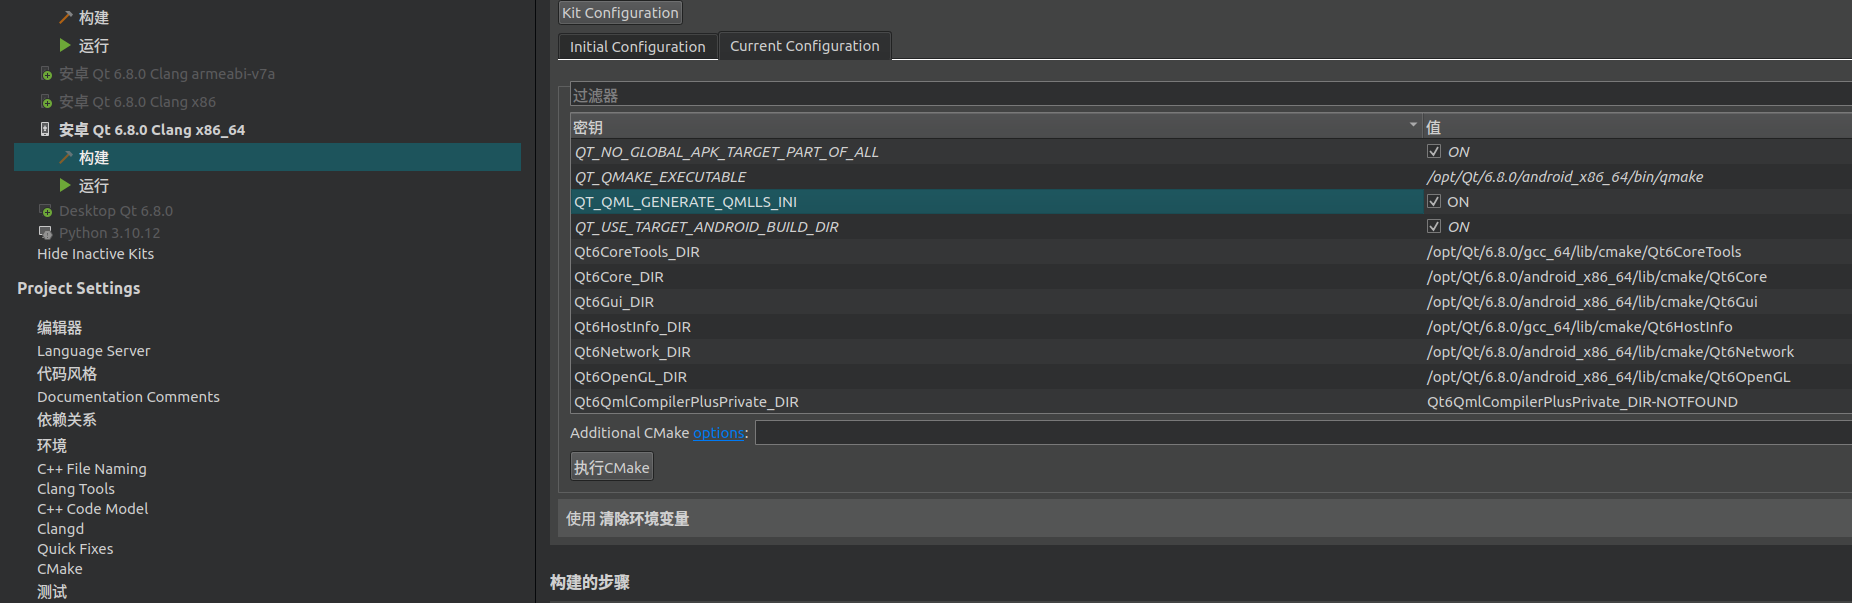 构建
运行
安卓 Qt 6.8.0 Clang armeabi-v7a
安卓 Qt 6.8.0 Clang x86
安卓 Qt 6.8.0 Clang x86_64
构建
运行
Desktop Qt 6.8.0
Python 3.10.12
Hide Inactive Kits
Project Settings
编辑器
Language Server
代码风格
Documentation Comments
依赖关系
环境
C++ File Naming
Clang Tools
C++ Code Model
Clangd
Quick Fixes
CMake
测试
Kit Configuration
Initial Configuration Current Configuration
过滤器
密钥 值
QT_NO_GLOBAL_APK_TARGET_PART_OF_ALL ON
QT_QMAKE_EXECUTABLE /opt/Qt/6.8.0/android_x86_64/bin/qmake
QT_QML_GENERATE_QMLLS_INI ON
QT_USE_TARGET_ANDROID_BUILD_DIR ON
Qt6CoreTools_DIR /opt/Qt/6.8.0/gcc_64/lib/cmake/Qt6CoreTools
Qt6Core_DIR /opt/Qt/6.8.0/android_x86_64/lib/cmake/Qt6Core
Qt6Gui_DIR /opt/Qt/6.8.0/android_x86_64/lib/cmake/Qt6Gui
Qt6HostInfo_DIR /opt/Qt/6.8.0/gcc_64/lib/cmake/Qt6HostInfo
Qt6Network_DIR /opt/Qt/6.8.0/android_x86_64/lib/cmake/Qt6Network
Qt6OpenGL_DIR /opt/Qt/6.8.0/android_x86_64/lib/cmake/Qt6OpenGL
Qt6QmlCompilerPlusPrivate_DIR Qt6QmlCompilerPlusPrivate_DIR-NOTFOUND
Additional CMake options:
执行CMake
使用 清除环境变量
构建的步骤